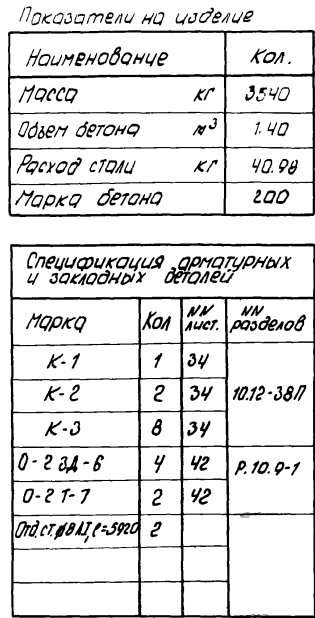 Показатели на изделие
Наименование Кол.
Масса кг 3540
Объем бетона м³ 1.40
Расход стали кг 40.98
Марка бетона 200
Спецификация арматурных
и закладных деталей
Марка Кол NN лист. NN разделов
К-1 1 34
К-2 2 34 10.12-38П
К-3 8 34
О-2 ЗД-6 4 42 Р.10.9-1
О-2 Т-7 2 42
Отд.ст. ø8АI, ℓ=5920 2